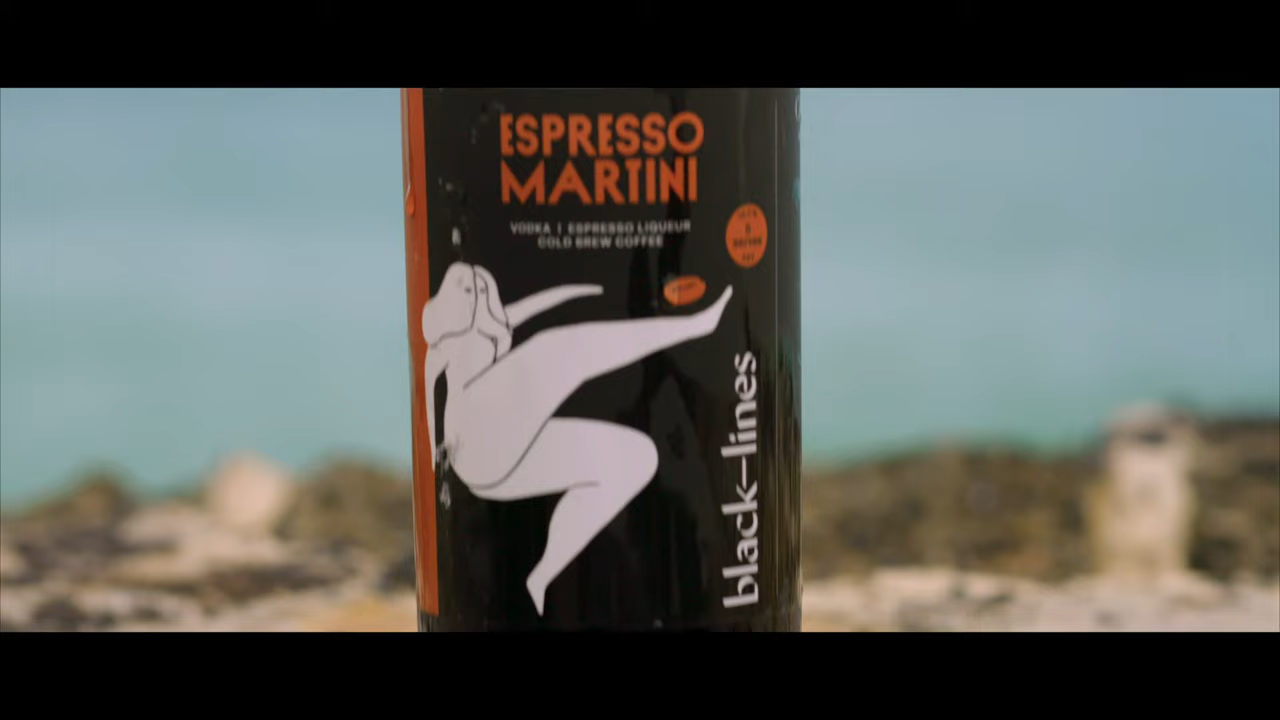 ESPRESSO
MARTINI
VODKA | ESPRESSO LIQUEUR
COLD BREW COFFEE
black–lines